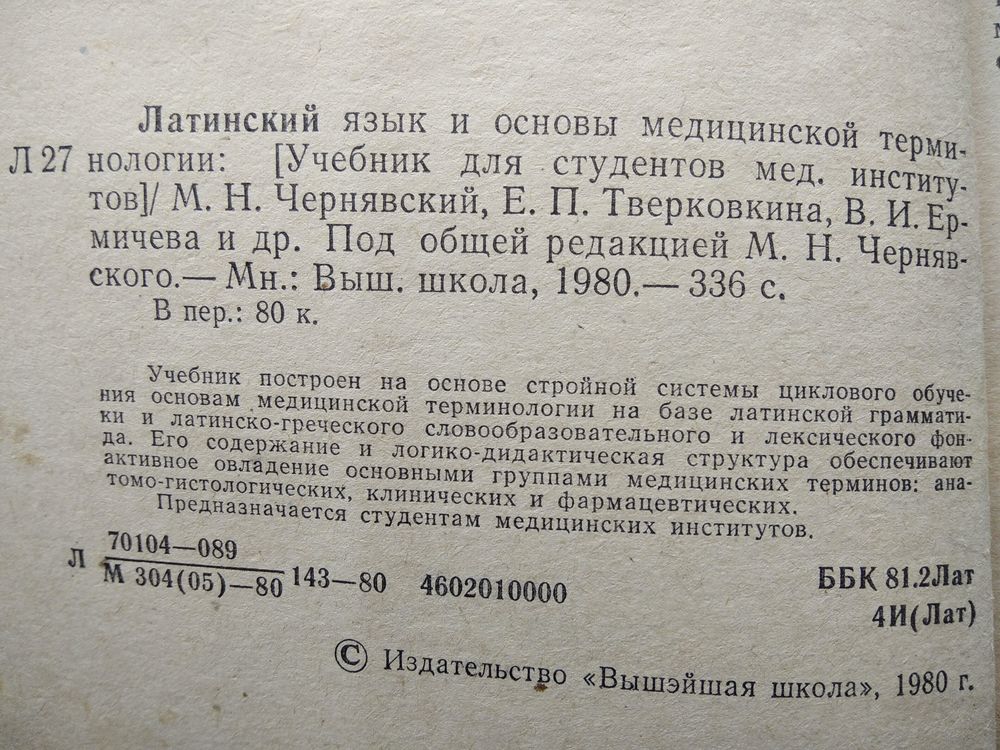 Латинский язык и основы медицинской терми-
Л 27 нологии: [Учебник для студентов мед. институ-
тов]/ М. Н. Чернявский, Е. П. Тверковкина, В. И. Ер-
мичева и др. Под общей редакцией М. Н. Черняв-
ского.— Мн.: Выш. школа, 1980.— 336 с.
В пер.: 80 к.
Учебник построен на основе стройной системы циклового обуче-
ния основам медицинской терминологии на базе латинской граммати-
ки и латинско-греческого словообразовательного и лексического фон-
да. Его содержание и логико-дидактическая структура обеспечивают
активное овладение основными группами медицинских терминов: ана-
томо-гистологических, клинических и фармацевтических.
Предназначается студентам медицинских институтов.
70104—089
Л М 304(05)—80 143—80 4602010000 ББК 81.2Лат
4И(Лат)
© Издательство «Вышэйшая школа», 1980 г.